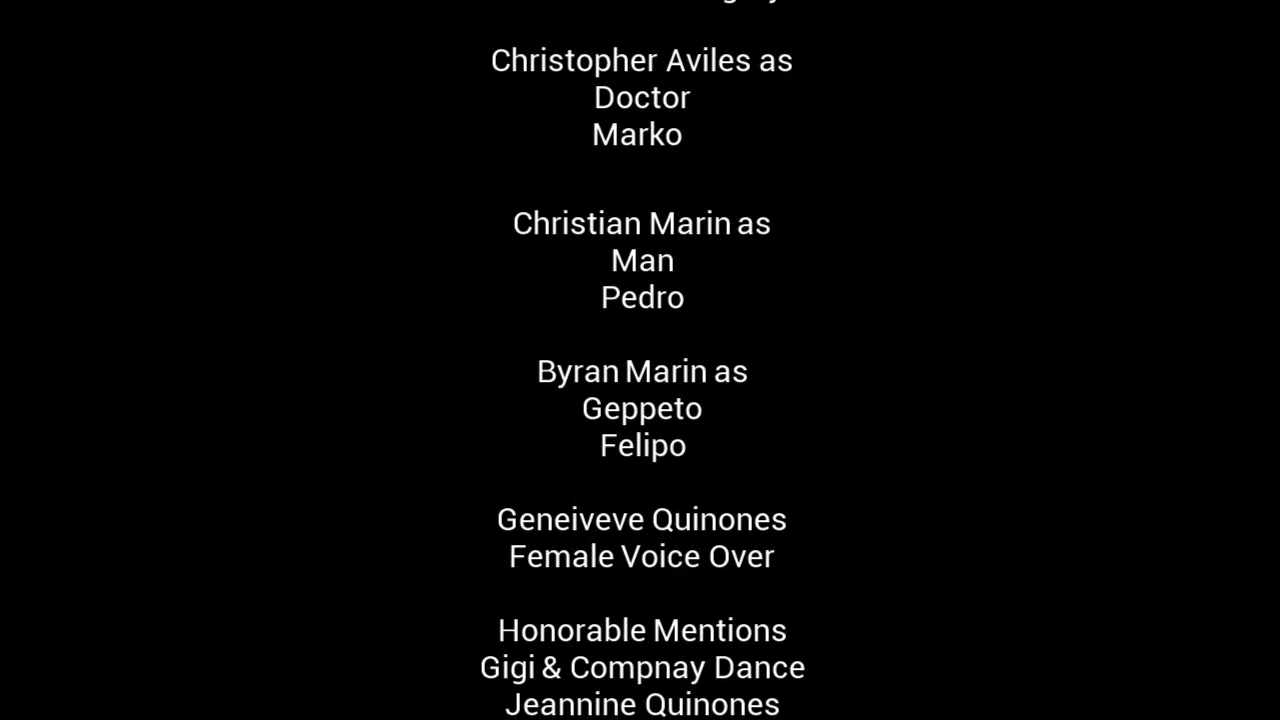 Christopher Aviles as
Doctor
Marko
Christian Marin as
Man
Pedro
Byran Marin as
Geppeto
Felipo
Geneiveve Quinones
Female Voice Over
Honorable Mentions
Gigi & Compnay Dance
Jeannine Quinones